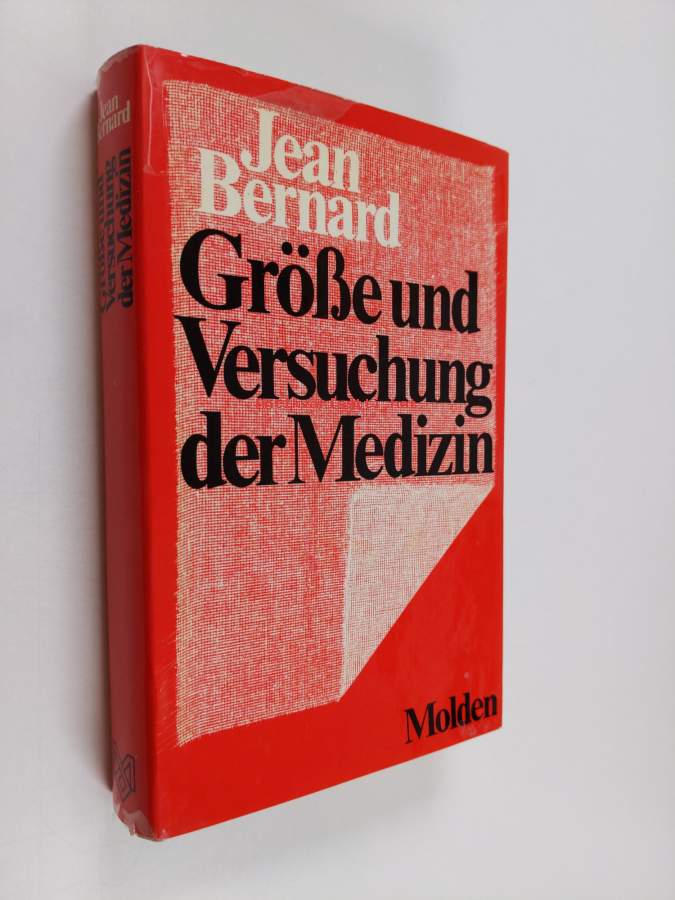 Jean
Bernard
Größe und
Versuchung
der Medizin
Jean
Bernard
Größe und
Versuchung
der Medizin
Molden